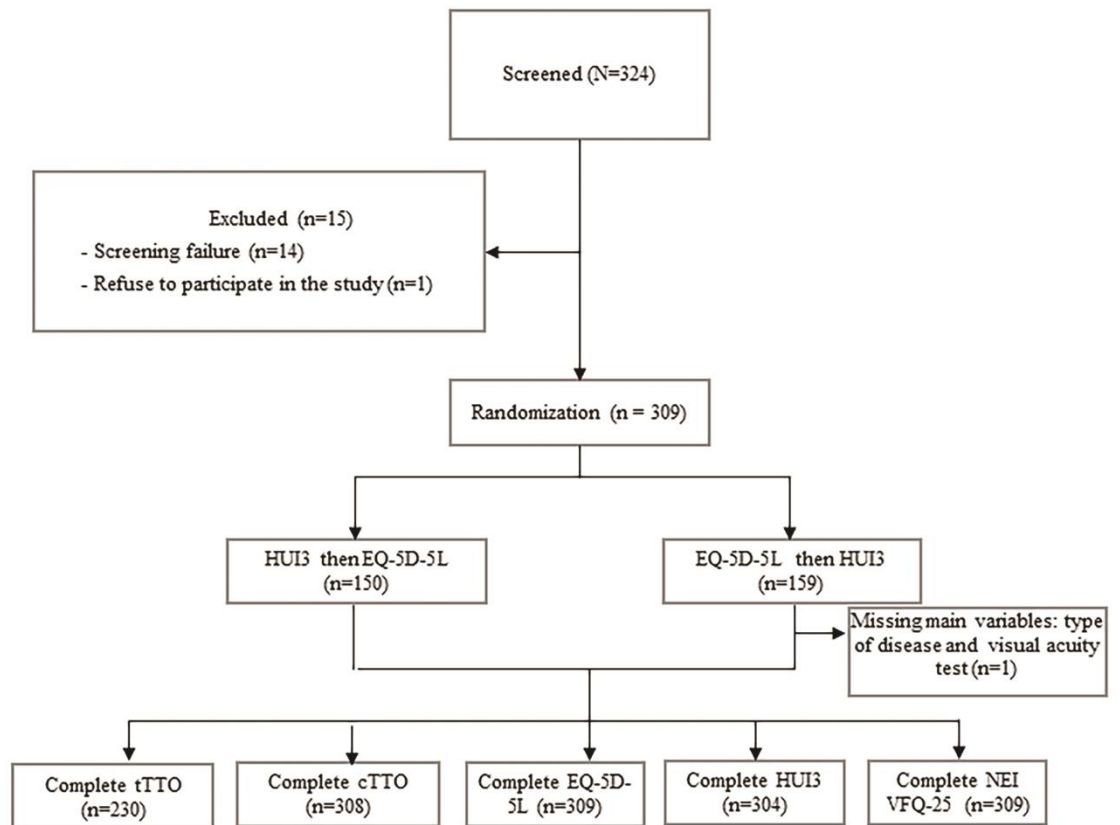 Screened (N=324)
Excluded (n=15)
- Screening failure (n=14)
- Refuse to participate in the study (n=1)
Randomization (n = 309)
HUI3 then EQ-5D-5L
(n=150)
EQ-5D-5L then HUI3
(n=159)
Missing main variables: type
of disease and visual acuity
test (n=1)
Complete tTTO
(n=230)
Complete cTTO
(n=308)
Complete EQ-5D-
5L (n=309)
Complete HUI3
(n=304)
Complete NEI
VFQ-25 (n=309)